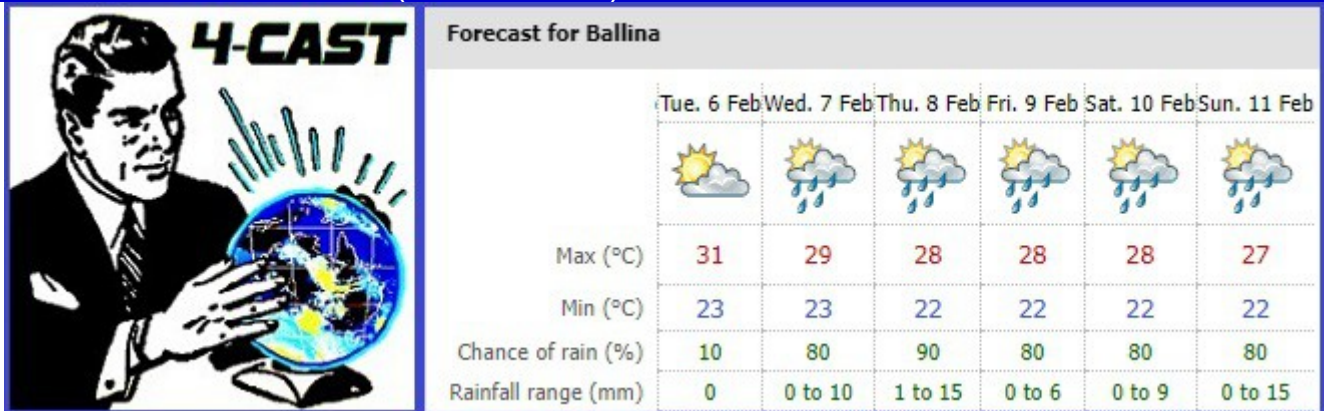 4-CAST
Forecast for Ballina
Tue. 6 Feb Wed. 7 Feb Thu. 8 Feb Fri. 9 Feb Sat. 10 Feb Sun. 11 Feb
Max (°C) 31 29 28 28 28 27
Min (°C) 23 23 22 22 22 22
Chance of rain (%) 10 80 90 80 80 80
Rainfall range (mm) 0 0 to 10 1 to 15 0 to 6 0 to 9 0 to 15